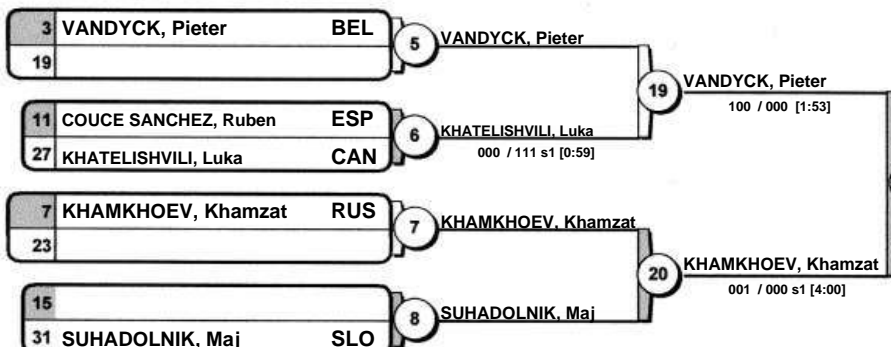 3 VANDYCK, Pieter BEL
19
5
VANDYCK, Pieter
11 COUCE SANCHEZ, Ruben ESP
27 KHATELISHVILI, Luka CAN
6
KHATELISHVILI, Luka
000 / 111 s1 [0:59]
19
VANDYCK, Pieter
100 / 000 [1:53]
7 KHAMKHOEV, Khamzat RUS
23
7
KHAMKHOEV, Khamzat
15
31 SUHADOLNIK, Maj SLO
8
SUHADOLNIK, Maj
20
KHAMKHOEV, Khamzat
001 / 000 s1 [4:00]